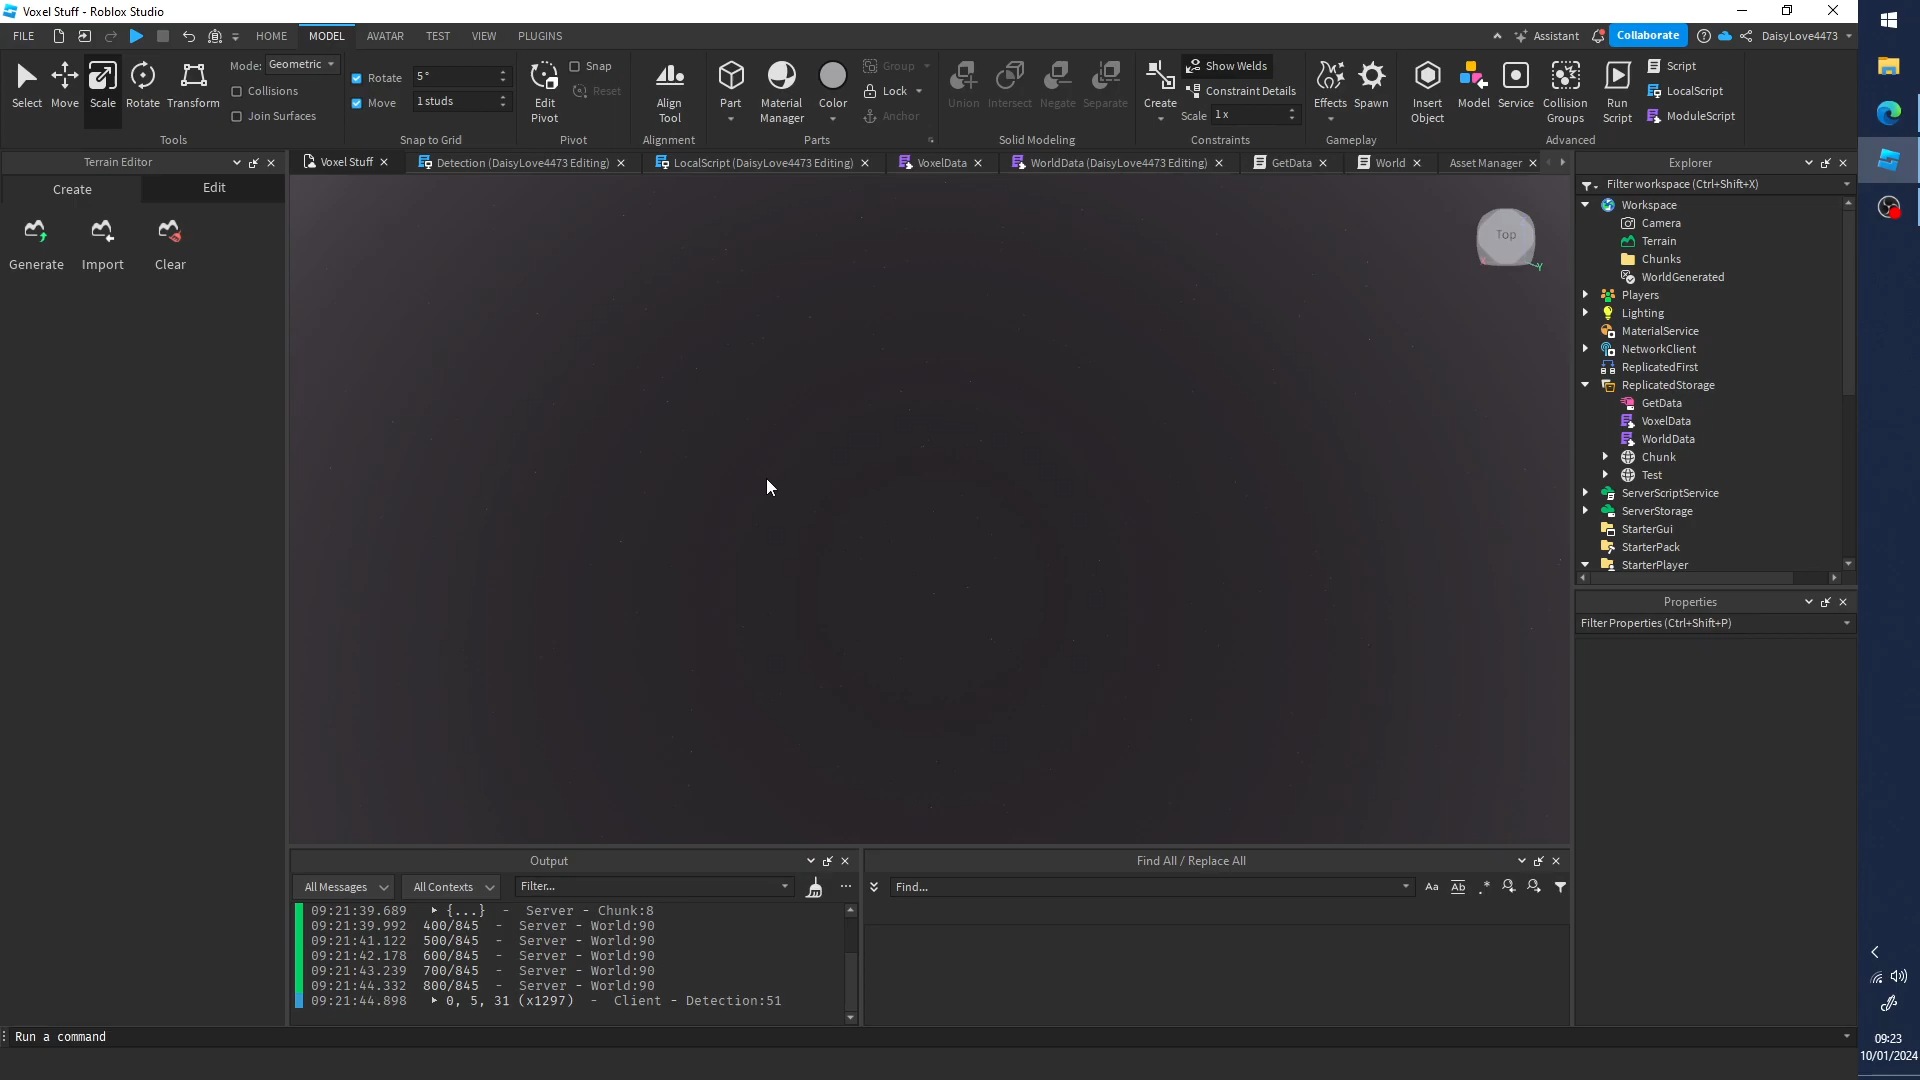 Voxel Stuff - Roblox Studio
FILE HOME MODEL AVATAR TEST VIEW PLUGINS Assistant Collaborate DaisyLove4473
Select Move Scale Rotate Transform
Mode: Geometric
Collisions
Join Surfaces
Tools
Rotate 5°
Move 1 studs
Snap to Grid
Edit Pivot
Snap
Reset
Pivot
Align Tool
Alignment
Part
Material Manager
Color
Group
Lock
Anchor
Parts
Union Intersect Negate Separate
Solid Modeling
Create
Show Welds
Constraint Details
Scale 1 x
Constraints
Effects Spawn
Gameplay
Insert Object
Model Service
Collision Groups
Run Script
Script
LocalScript
ModuleScript
Advanced
Terrain Editor
Create Edit
Generate Import Clear
Voxel Stuff
Detection (DaisyLove4473 Editing)
LocalScript (DaisyLove4473 Editing)
VoxelData
WorldData (DaisyLove4473 Editing)
GetData
World
Asset Manager
Top
Y
Explorer
Filter workspace (Ctrl+Shift+X)
Workspace
Camera
Terrain
Chunks
WorldGenerated
Players
Lighting
MaterialService
NetworkClient
ReplicatedFirst
ReplicatedStorage
GetData
VoxelData
WorldData
Chunk
Test
ServerScriptService
ServerStorage
StarterGui
StarterPack
StarterPlayer
Properties
Filter Properties (Ctrl+Shift+P)
Output
All Messages All Contexts Filter...
09:21:39.689 {...} - Server - Chunk:8
09:21:39.992 400/845 - Server - World:90
09:21:41.122 500/845 - Server - World:90
09:21:42.178 600/845 - Server - World:90
09:21:43.239 700/845 - Server - World:90
09:21:44.332 800/845 - Server - World:90
09:21:44.898 0, 5, 31 (x1297) - Client - Detection:51
Find All / Replace All
Find... Aa Ab .*
Run a command
09:23
10/01/2024